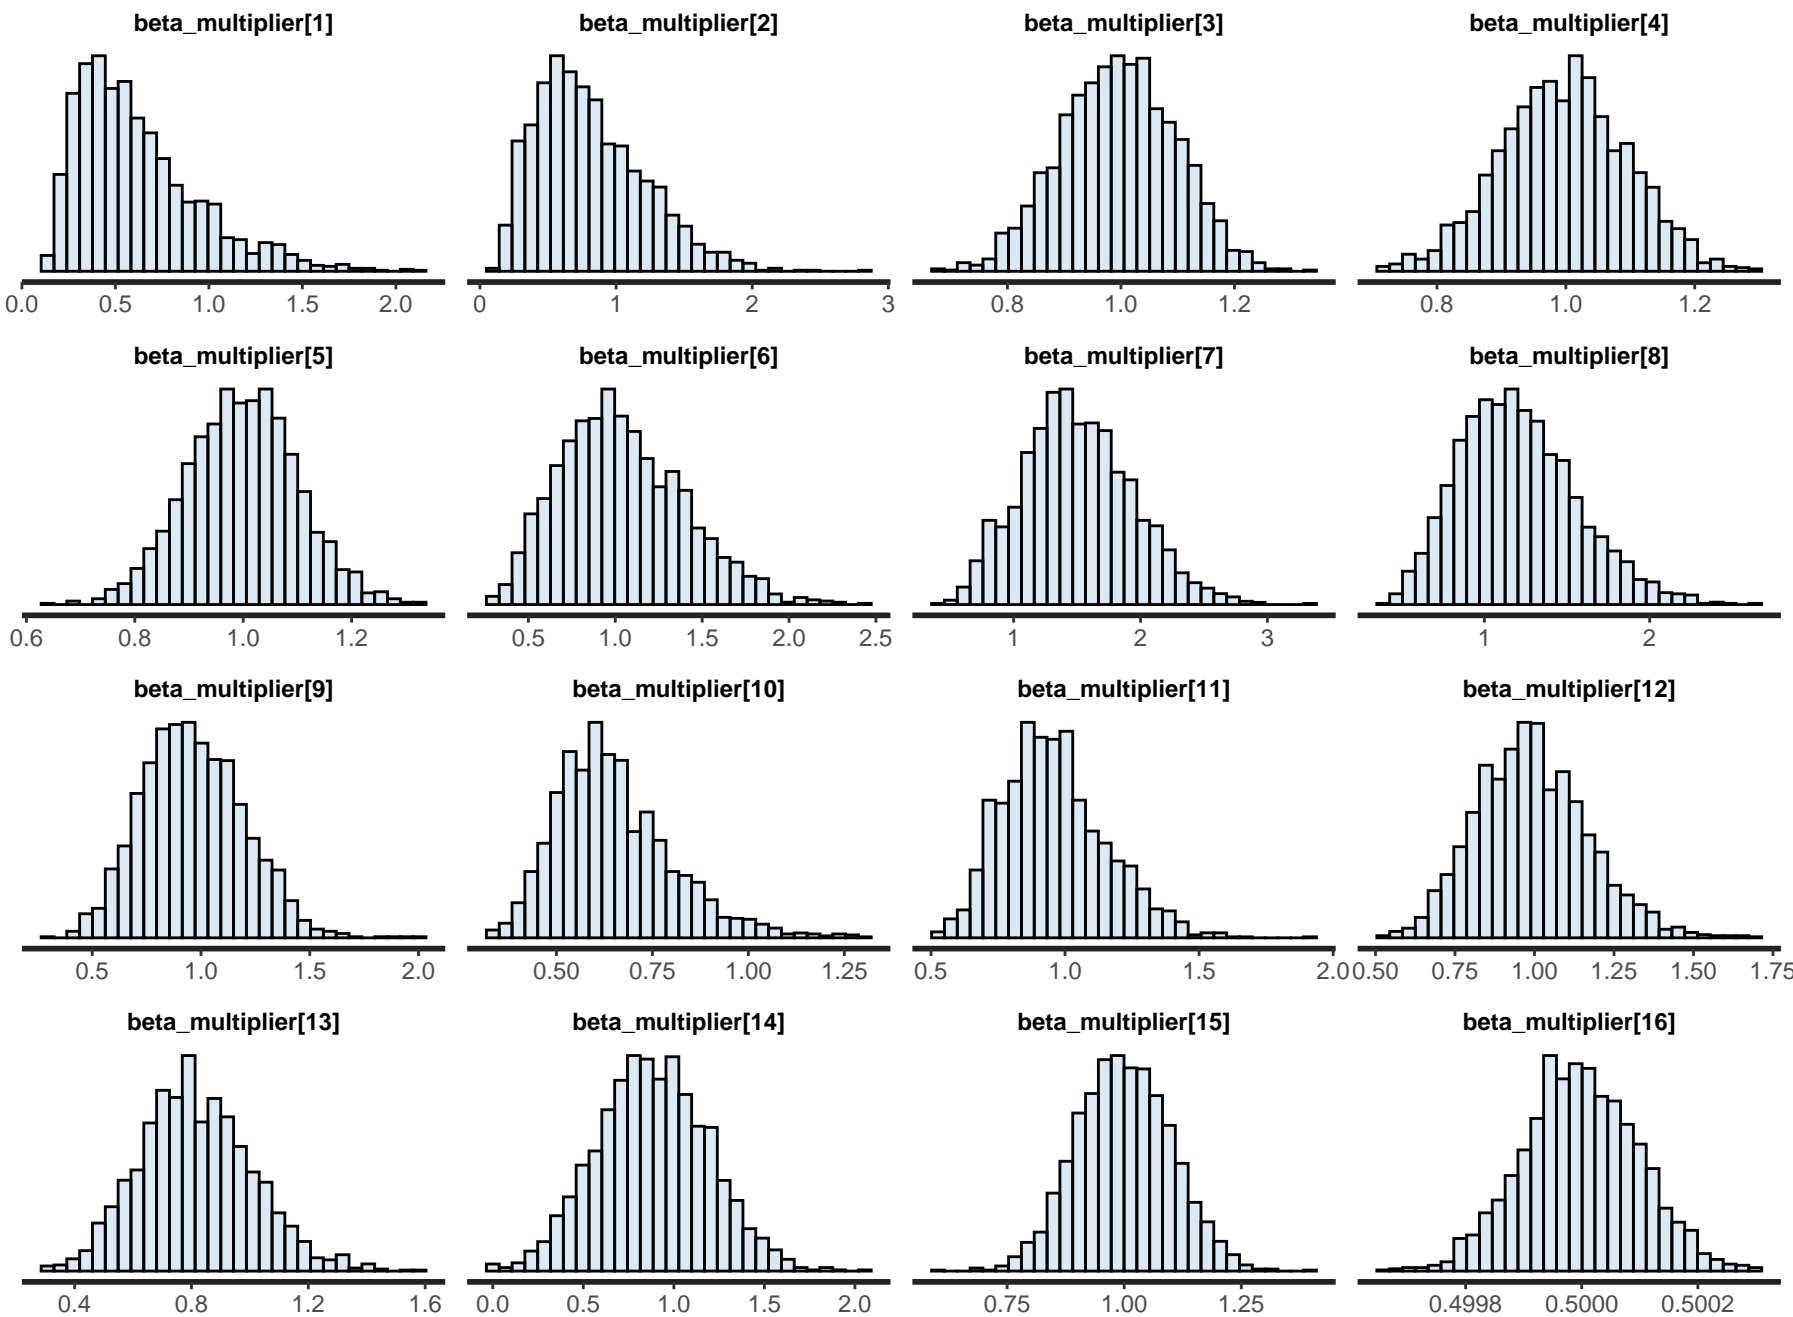 beta_multiplier[1] beta_multiplier[2] beta_multiplier[3] beta_multiplier[4]
0.0 0.5 1.0 1.5 2.0 0 1 2 3 0.8 1.0 1.2 0.8 1.0 1.2
beta_multiplier[5] beta_multiplier[6] beta_multiplier[7] beta_multiplier[8]
0.6 0.8 1.0 1.2 0.5 1.0 1.5 2.0 2.5 1 2 3 1 2
beta_multiplier[9] beta_multiplier[10] beta_multiplier[11] beta_multiplier[12]
0.5 1.0 1.5 2.0 0.50 0.75 1.00 1.25 0.5 1.0 1.5 2.0 0.50 0.75 1.00 1.25 1.50 1.75
beta_multiplier[13] beta_multiplier[14] beta_multiplier[15] beta_multiplier[16]
0.4 0.8 1.2 1.6 0.0 0.5 1.0 1.5 2.0 0.75 1.00 1.25 0.4998 0.5000 0.5002